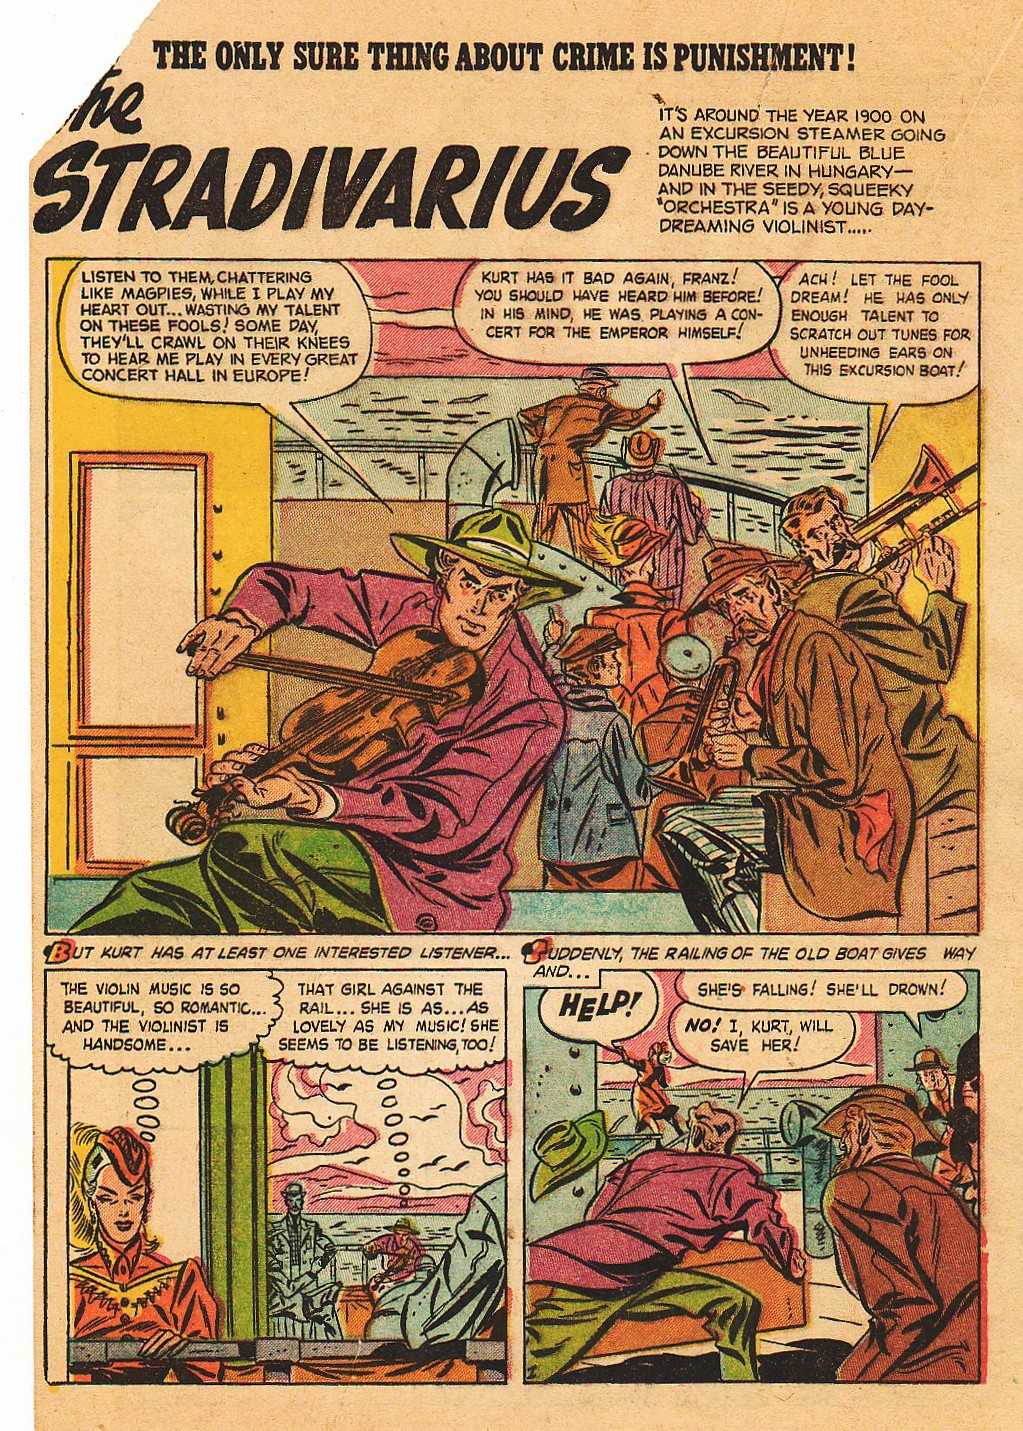 THE ONLY SURE THING ABOUT CRIME IS PUNISHMENT!
The
STRADIVARIUS
IT'S AROUND THE YEAR 1900 ON
AN EXCURSION STEAMER GOING
DOWN THE BEAUTIFUL BLUE
DANUBE RIVER IN HUNGARY—
AND IN THE SEEDY, SQUEEKY
"ORCHESTRA" IS A YOUNG DAY-
DREAMING VIOLINIST.....
LISTEN TO THEM, CHATTERING
LIKE MAGPIES, WHILE I PLAY MY
HEART OUT... WASTING MY TALENT
ON THESE FOOLS! SOME DAY,
THEY'LL CRAWL ON THEIR KNEES
TO HEAR ME PLAY IN EVERY GREAT
CONCERT HALL IN EUROPE!
KURT HAS IT BAD AGAIN, FRANZ!
YOU SHOULD HAVE HEARD HIM BEFORE!
IN HIS MIND, HE WAS PLAYING A CON-
CERT FOR THE EMPEROR HIMSELF!
ACH! LET THE FOOL
DREAM! HE HAS ONLY
ENOUGH TALENT TO
SCRATCH OUT TUNES FOR
UNHEEDING EARS ON
THIS EXCURSION BOAT!
BUT KURT HAS AT LEAST ONE INTERESTED LISTENER...
THE VIOLIN MUSIC IS SO
BEAUTIFUL, SO ROMANTIC...
AND THE VIOLINIST IS
HANDSOME...
THAT GIRL AGAINST THE
RAIL... SHE IS AS...AS
LOVELY AS MY MUSIC! SHE
SEEMS TO BE LISTENING, TOO!
SUDDENLY, THE RAILING OF THE OLD BOAT GIVES WAY
AND...
HELP!
SHE'S FALLING! SHE'LL DROWN!
NO! I, KURT, WILL
SAVE HER!